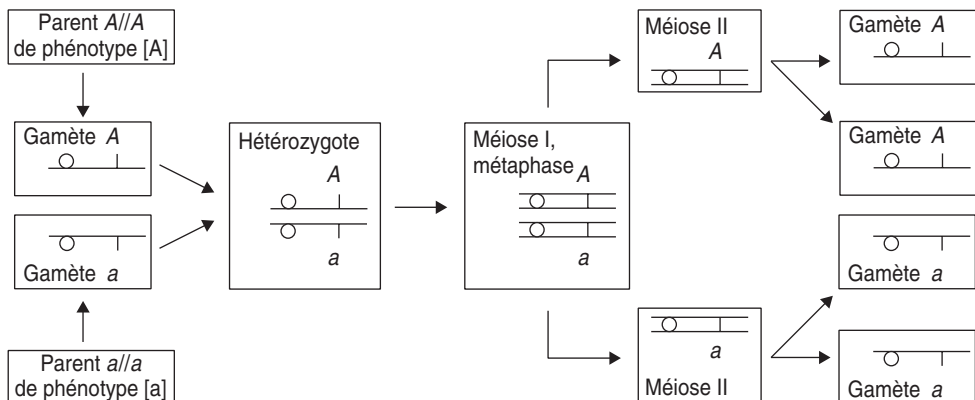 Parent A//A
de phénotype [A]
Gamète A
Gamète a
Parent a//a
de phénotype [a]
Hétérozygote
A
a
Méiose I,
métaphase
A
a
Méiose II
A
a
Méiose II
Gamète A
Gamète A
Gamète a
Gamète a